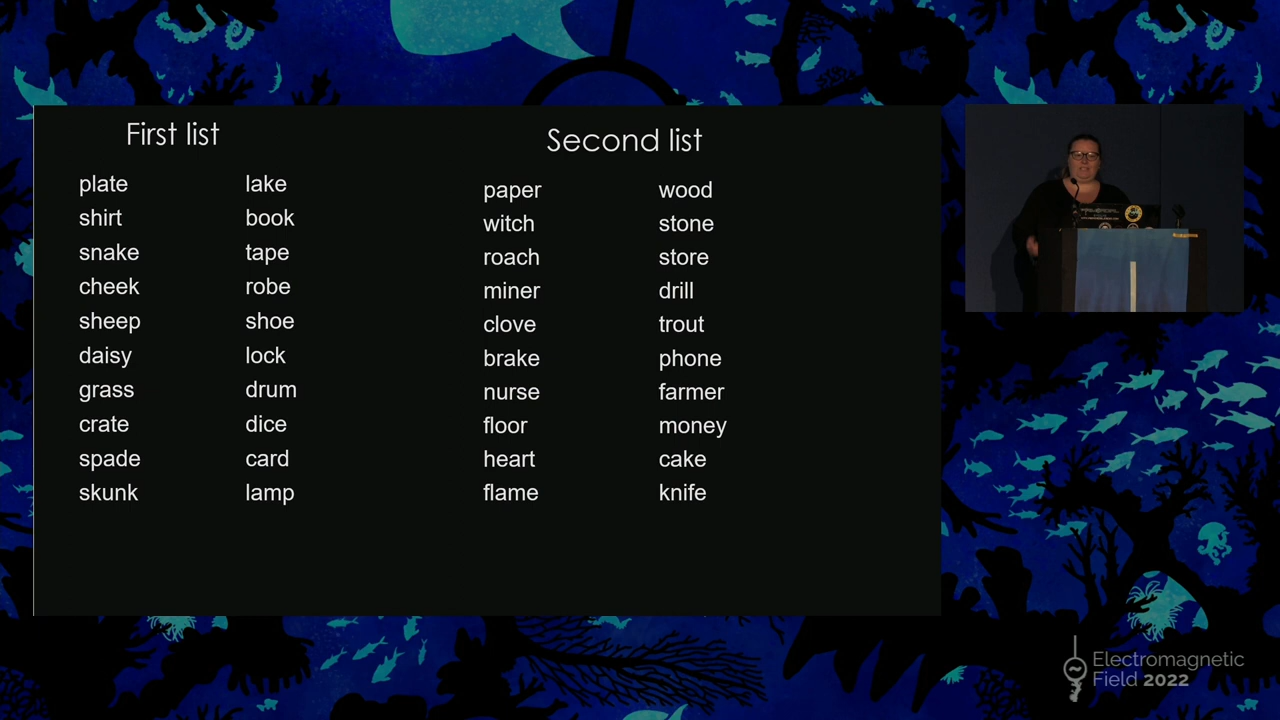 First list
plate lake
shirt book
snake tape
cheek robe
sheep shoe
daisy lock
grass drum
crate dice
spade card
skunk lamp
Second list
paper wood
witch stone
roach store
miner drill
clove trout
brake phone
nurse farmer
floor money
heart cake
flame knife
Electromagnetic
Field 2022